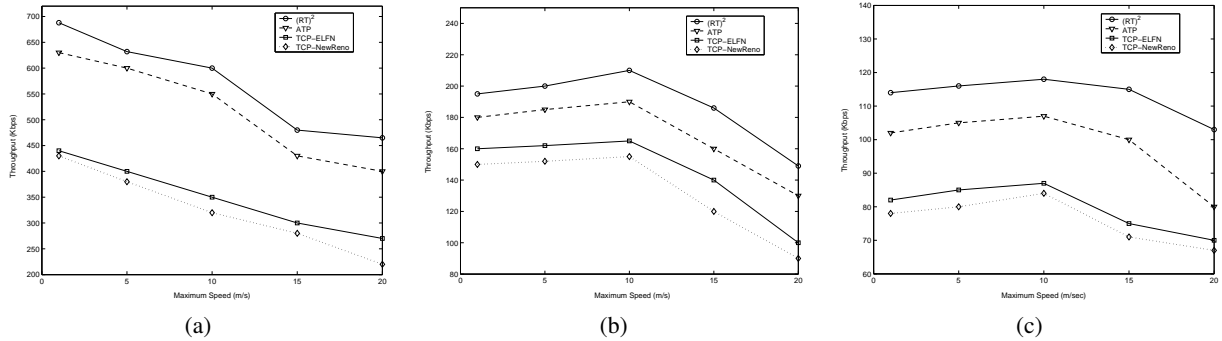 700
650
600
550
500
450
400
350
300
250
200
0
5
10
15
20
Throughput (Kbps)
Maximum Speed (m/s)
(RT)²
ATP
TCP−ELFN
TCP−NewReno
(a)
240
220
200
180
160
140
120
100
80
0
5
10
15
20
Throughput (Kbps)
Maximum Speed (m/s)
(RT)²
ATP
TCP−ELFN
TCP−NewReno
(b)
140
130
120
110
100
90
80
70
60
0
5
10
15
20
Throughput (Kbps)
Maximum Speed (m/sec)
(RT)²
ATP
TCP−ELFN
TCP−NewReno
(c)